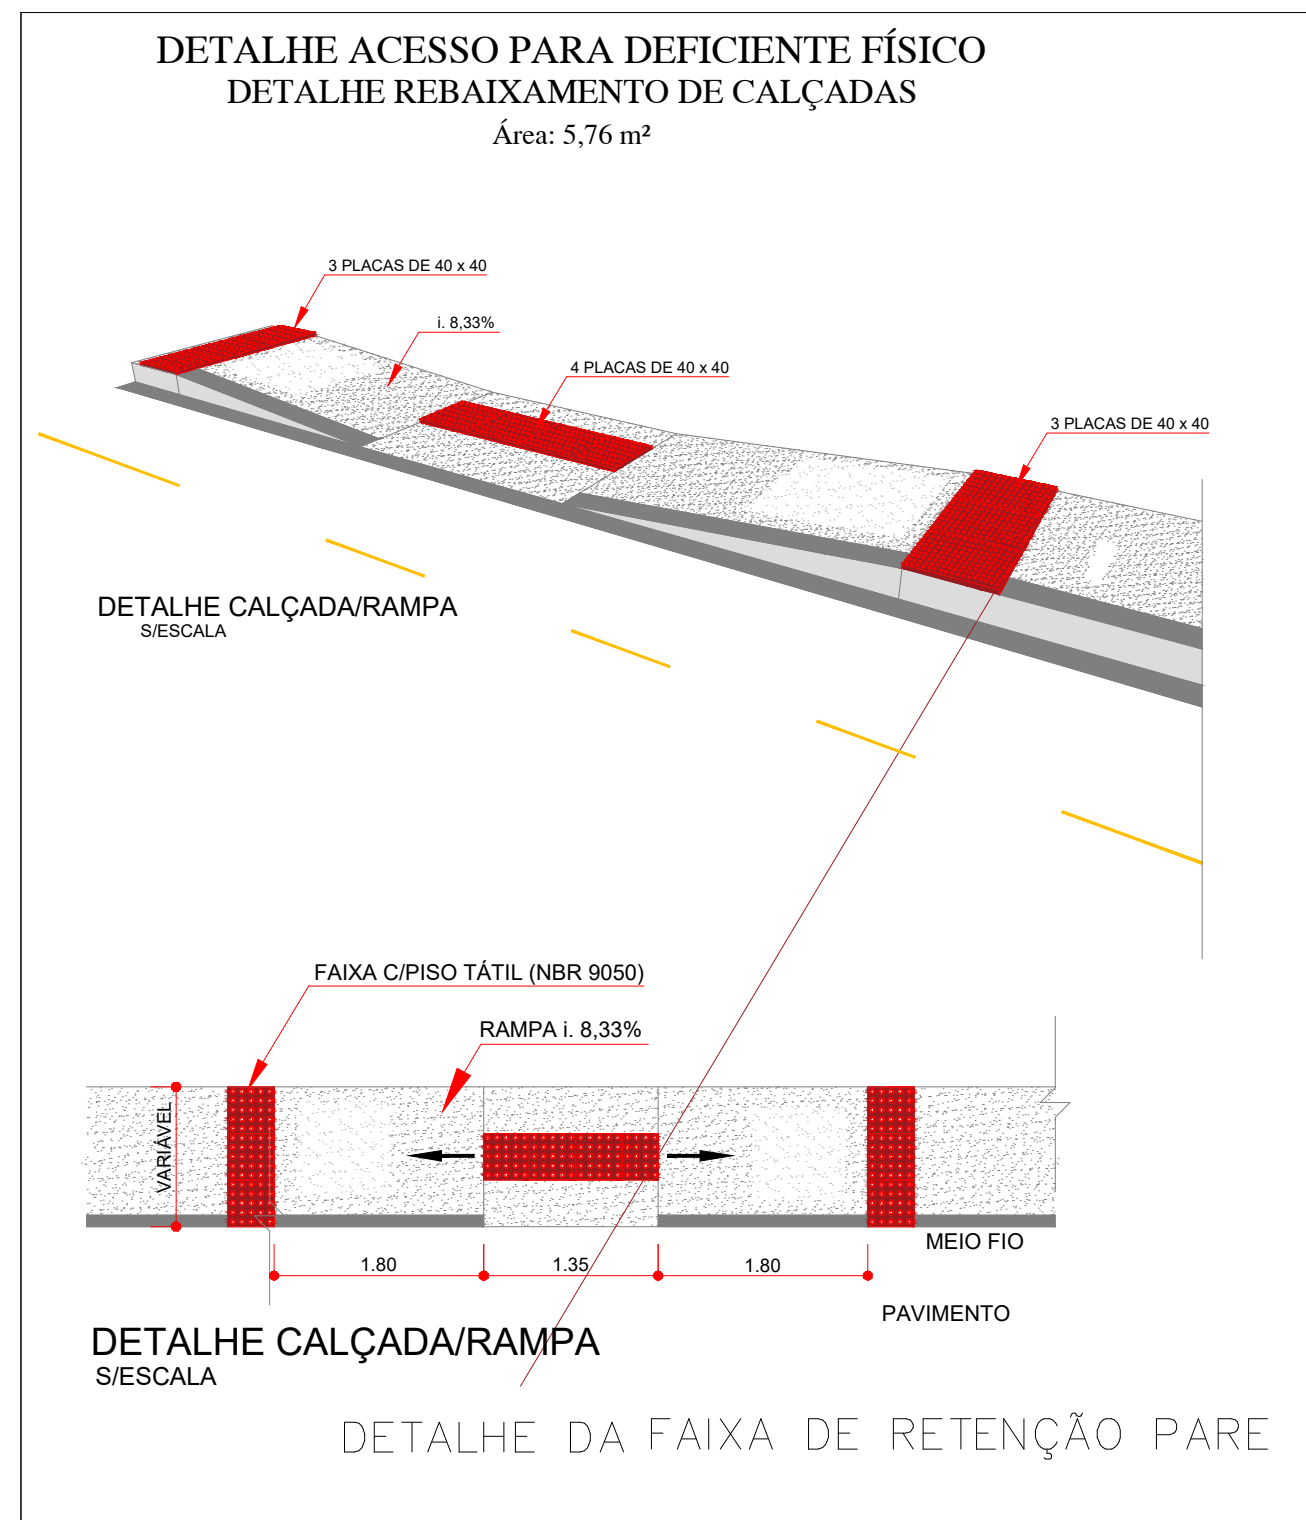 DETALHE ACESSO PARA DEFICIENTE FÍSICO
DETALHE REBAIXAMENTO DE CALÇADAS
Área: 5,76 m²
3 PLACAS DE 40 x 40
i. 8,33%
4 PLACAS DE 40 x 40
3 PLACAS DE 40 x 40
DETALHE CALÇADA/RAMPA
S/ESCALA
FAIXA C/PISO TÁTIL (NBR 9050)
RAMPA i. 8,33%
VARIÁVEL
MEIO FIO
1.80
1.35
1.80
PAVIMENTO
DETALHE CALÇADA/RAMPA
S/ESCALA
DETALHE DA FAIXA DE RETENÇÃO PARE